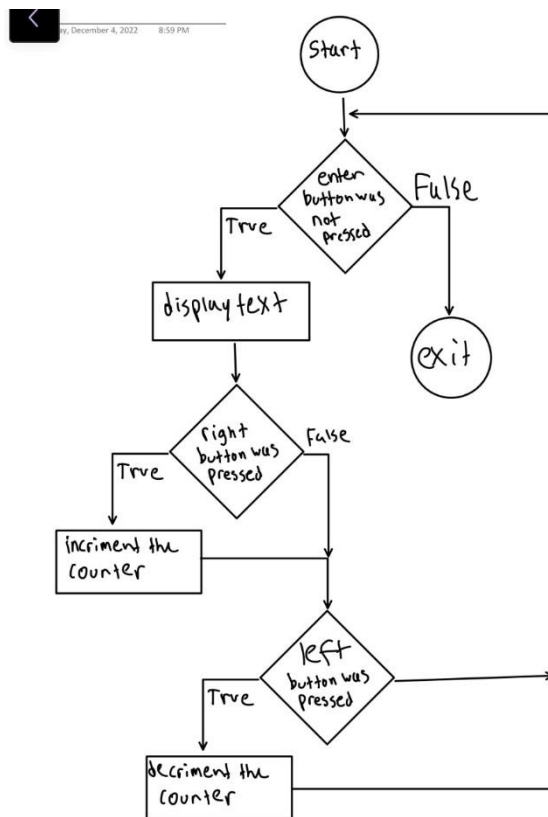 ay, December 4, 2022 8:59 PM
Start
enter
button was
not
pressed
False
True
display text
exit
right
button was
pressed
False
True
incriment the
counter
left
button was
pressed
True
decriment the
counter